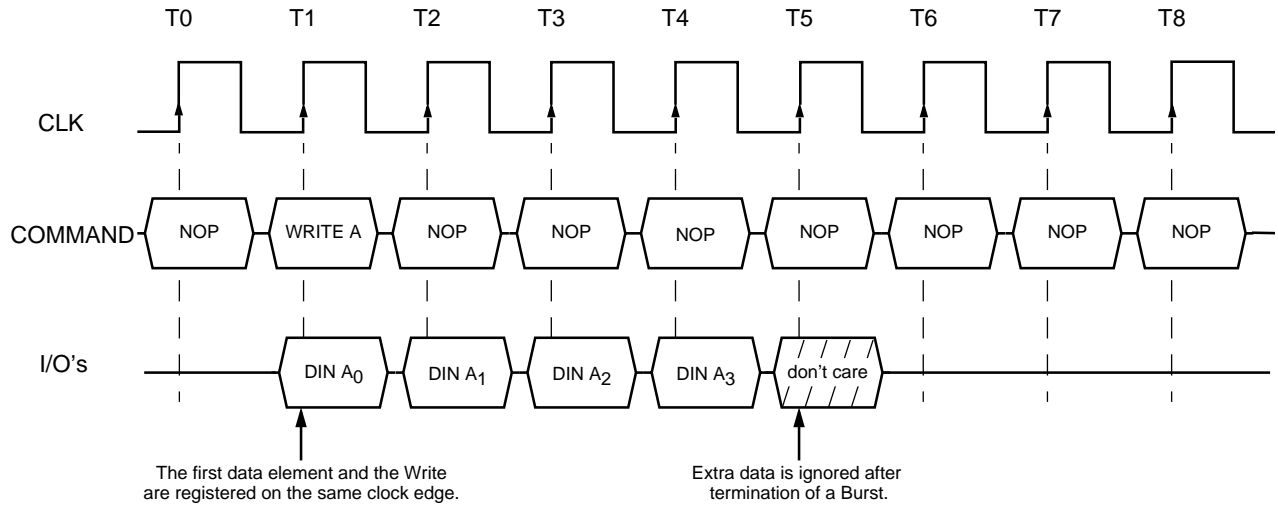 T0 T1 T2 T3 T4 T5 T6 T7 T8
CLK
COMMAND NOP WRITE A NOP NOP NOP NOP NOP NOP NOP
I/O's DIN A0 DIN A1 DIN A2 DIN A3 don't care
The first data element and the Write
are registered on the same clock edge.
Extra data is ignored after
termination of a Burst.